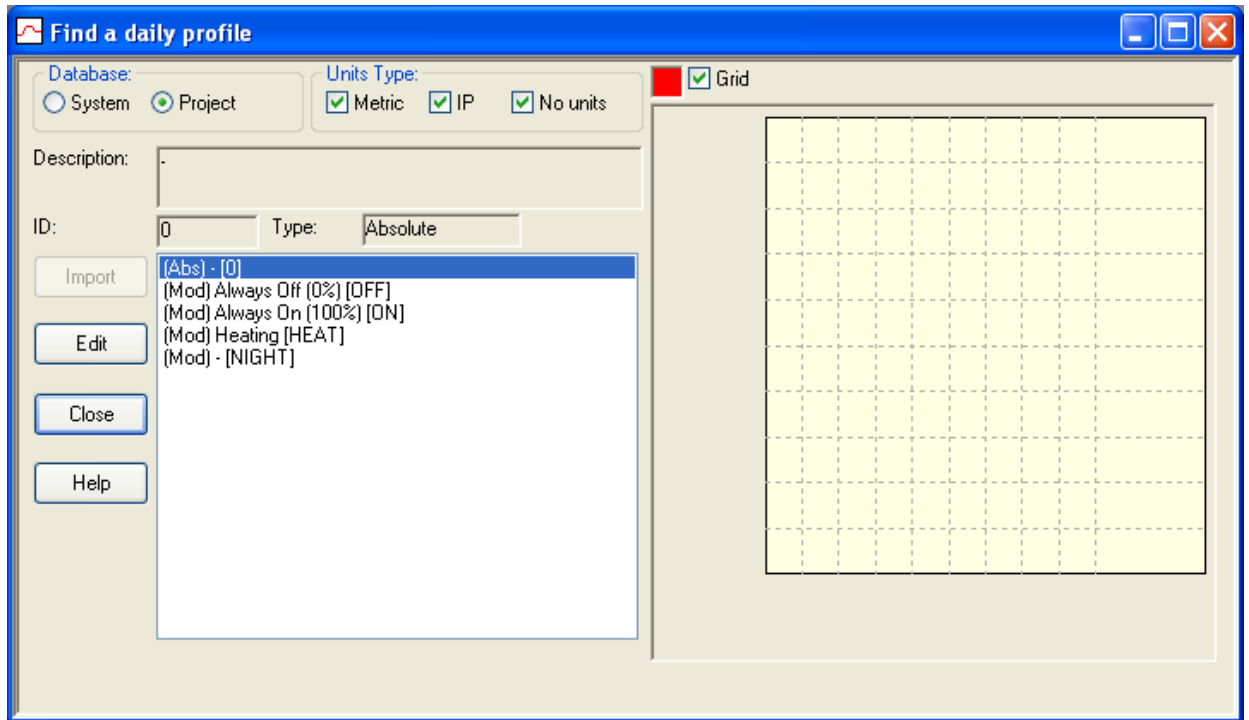 Find a daily profile
Database:
System Project
Units Type:
Metric IP No units
Grid
Description:
-
ID:
0
Type:
Absolute
Import
Edit
Close
Help
(Abs) - [0]
(Mod) Always Off (0%) [OFF]
(Mod) Always On (100%) [ON]
(Mod) Heating [HEAT]
(Mod) - [NIGHT]